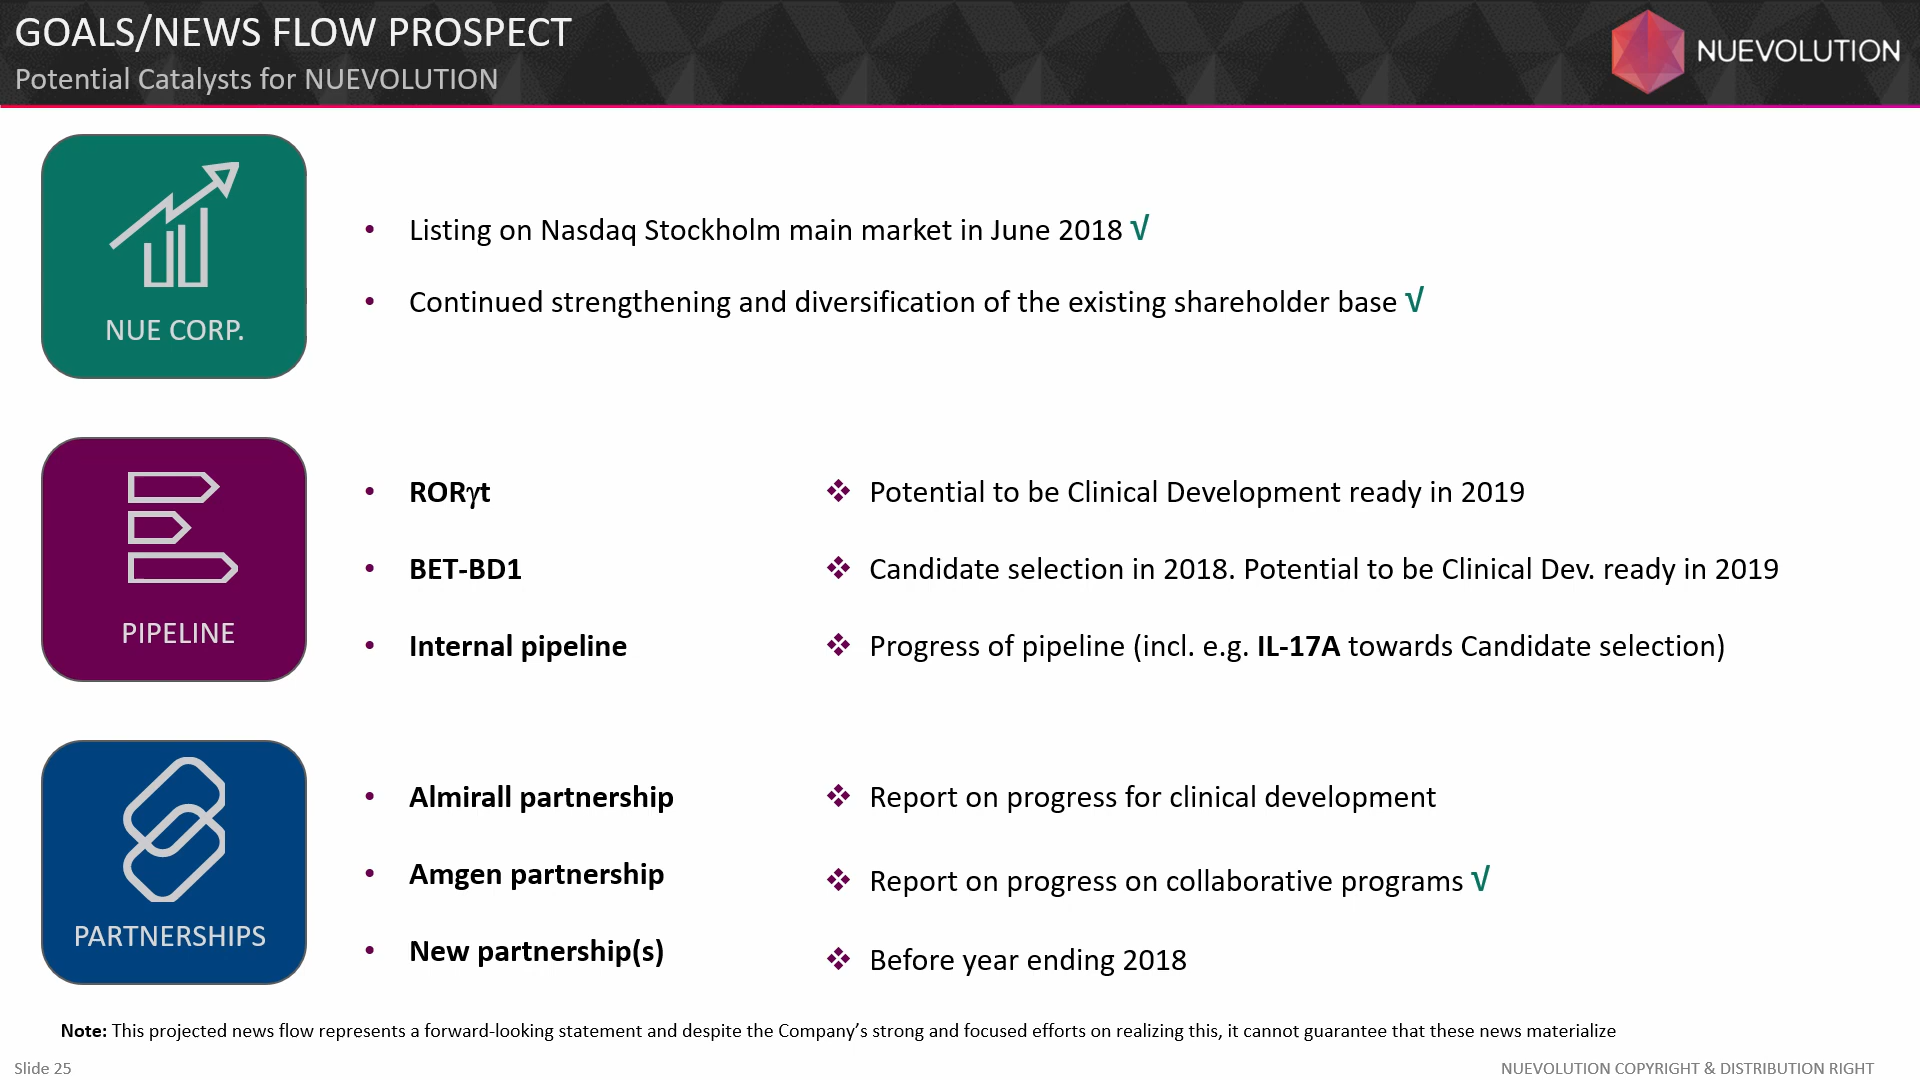 GOALS/NEWS FLOW PROSPECT
Potential Catalysts for NUEVOLUTION
NUEVOLUTION
NUE CORP.
• Listing on Nasdaq Stockholm main market in June 2018 √
• Continued strengthening and diversification of the existing shareholder base √
PIPELINE
• RORγt ❖ Potential to be Clinical Development ready in 2019
• BET-BD1 ❖ Candidate selection in 2018. Potential to be Clinical Dev. ready in 2019
• Internal pipeline ❖ Progress of pipeline (incl. e.g. IL-17A towards Candidate selection)
PARTNERSHIPS
• Almirall partnership ❖ Report on progress for clinical development
• Amgen partnership ❖ Report on progress on collaborative programs √
• New partnership(s) ❖ Before year ending 2018
Note: This projected news flow represents a forward-looking statement and despite the Company’s strong and focused efforts on realizing this, it cannot guarantee that these news materialize
Slide 25
NUEVOLUTION COPYRIGHT & DISTRIBUTION RIGHT